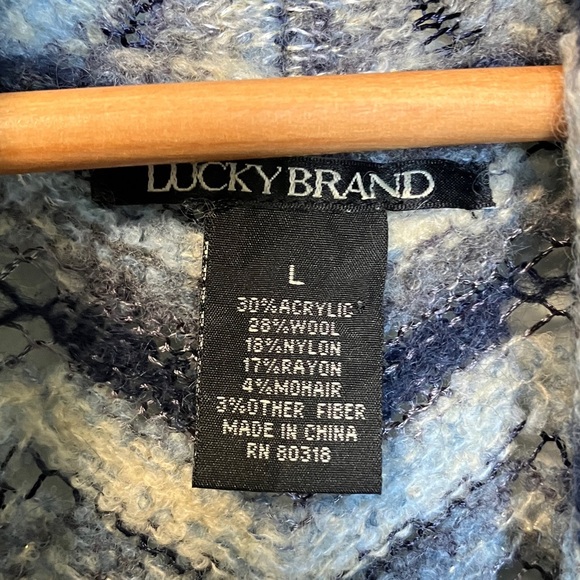 LUCKY BRAND
L
30%ACRYLIC
28%WOOL
18%NYLON
17%RAYON
4%MOHAIR
3%OTHER FIBER
MADE IN CHINA
RN 80318